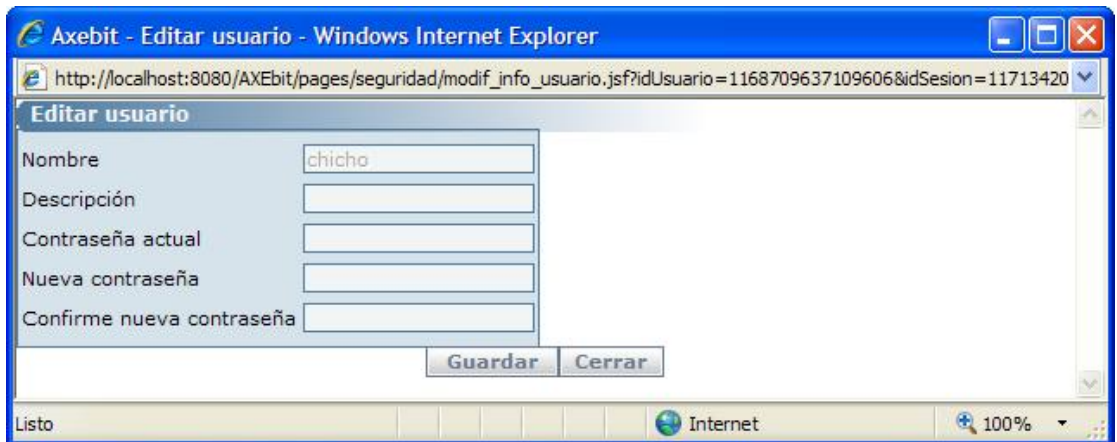 Axebit - Editar usuario - Windows Internet Explorer
http://localhost:8080/AXEbit/pages/seguridad/modif_info_usuario.jsf?idUsuario=1168709637109606&idSesion=11713420
Editar usuario
Nombre chicho
Descripción
Contraseña actual
Nueva contraseña
Confirme nueva contraseña
Guardar Cerrar
Listo Internet 100%